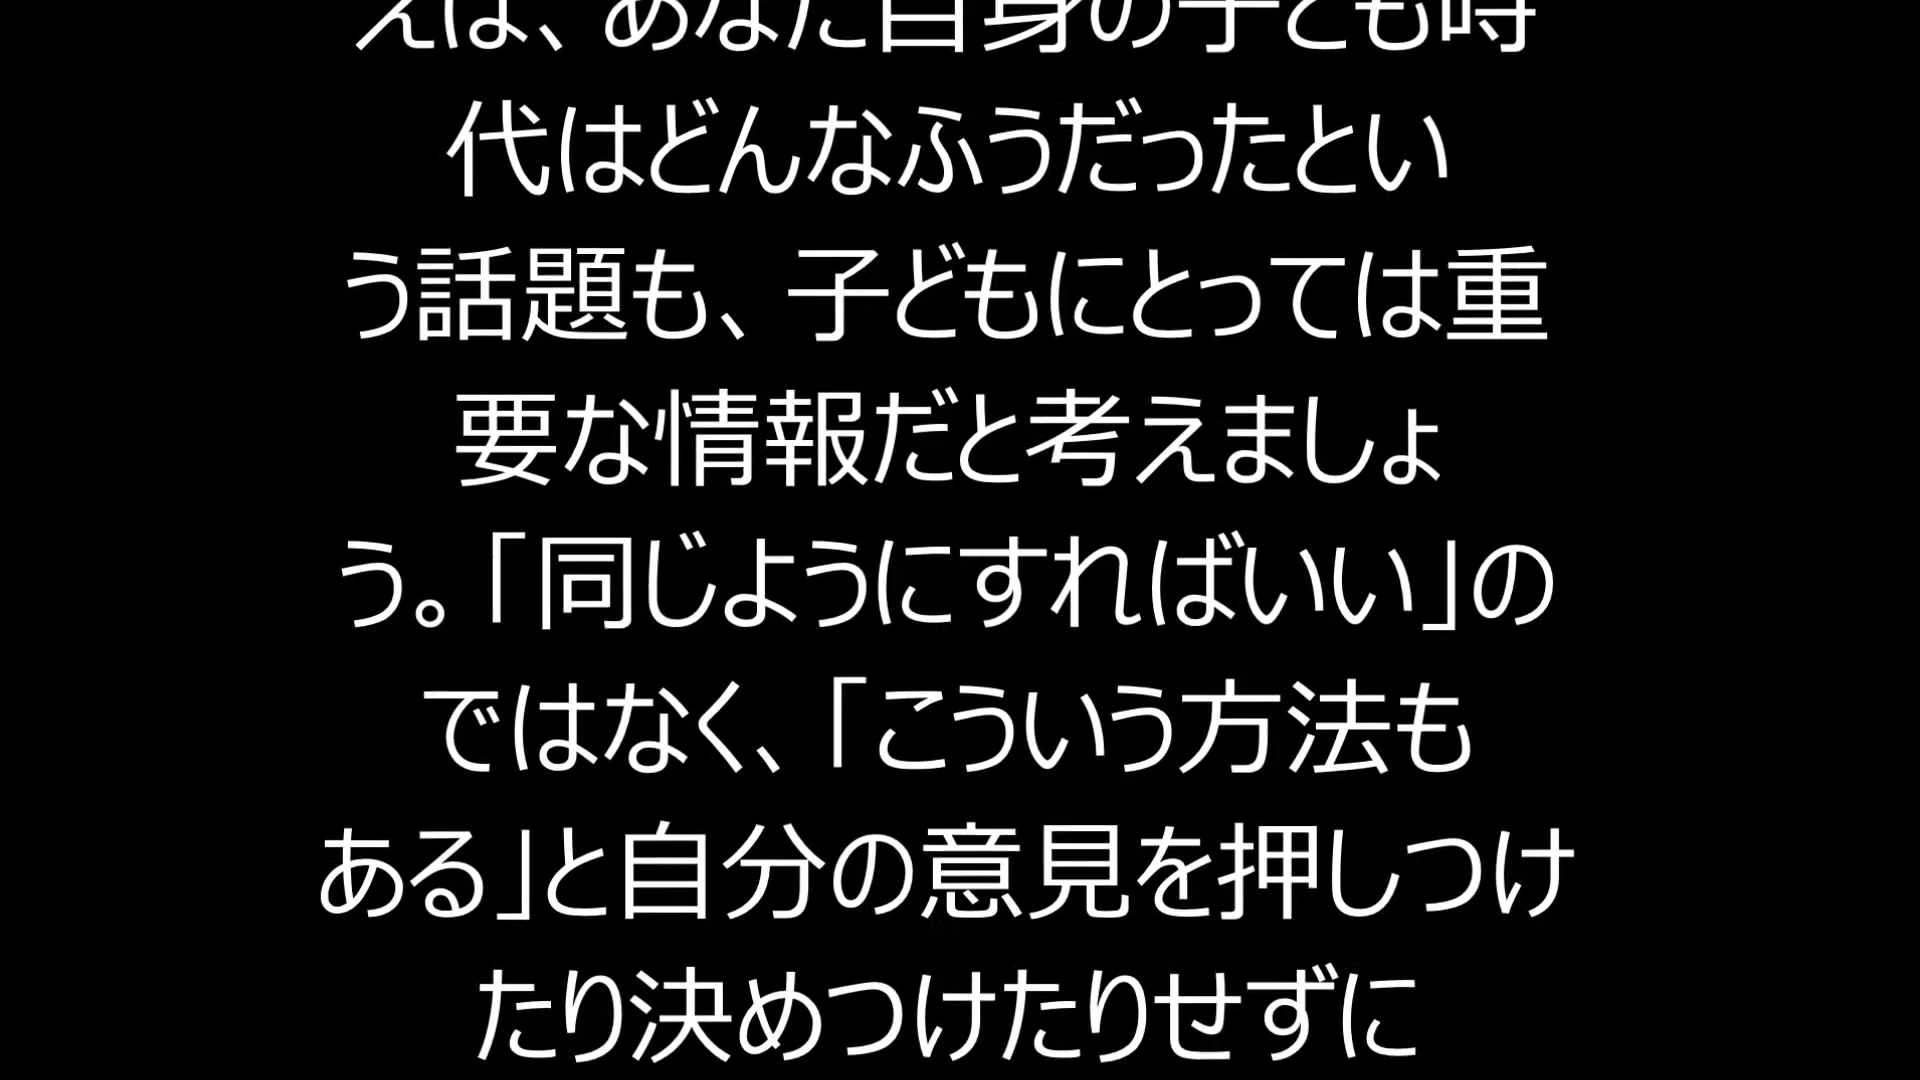 えば、あなた自身の子ども時
代はどんなふうだったとい
う話題も、子どもにとっては重
要な情報だと考えましょ
う。「同じようにすればいい」の
ではなく、「こういう方法も
ある」と自分の意見を押しつけ
たり決めつけたりせずに